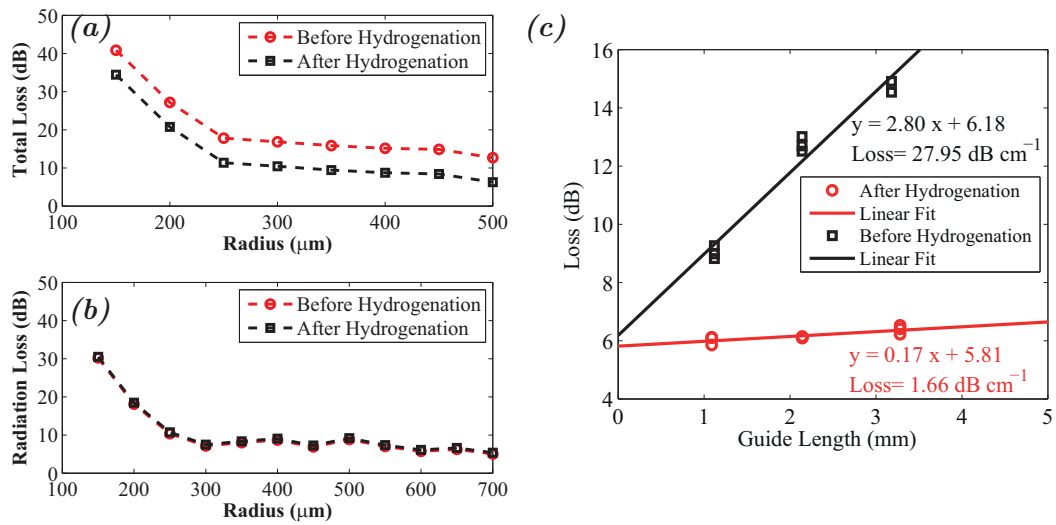 (a)
50
40
30
20
10
0
Total Loss (dB)
Before Hydrogenation
After Hydrogenation
100
200
300
400
500
Radius (μm)
(b)
50
40
30
20
10
0
Radiation Loss (dB)
Before Hydrogenation
After Hydrogenation
100
200
300
400
500
600
700
Radius (μm)
(c)
16
14
12
10
8
6
4
Loss (dB)
y = 2.80 x + 6.18
Loss= 27.95 dB cm⁻¹
After Hydrogenation
Linear Fit
Before Hydrogenation
Linear Fit
y = 0.17 x + 5.81
Loss= 1.66 dB cm⁻¹
0
1
2
3
4
5
Guide Length (mm)